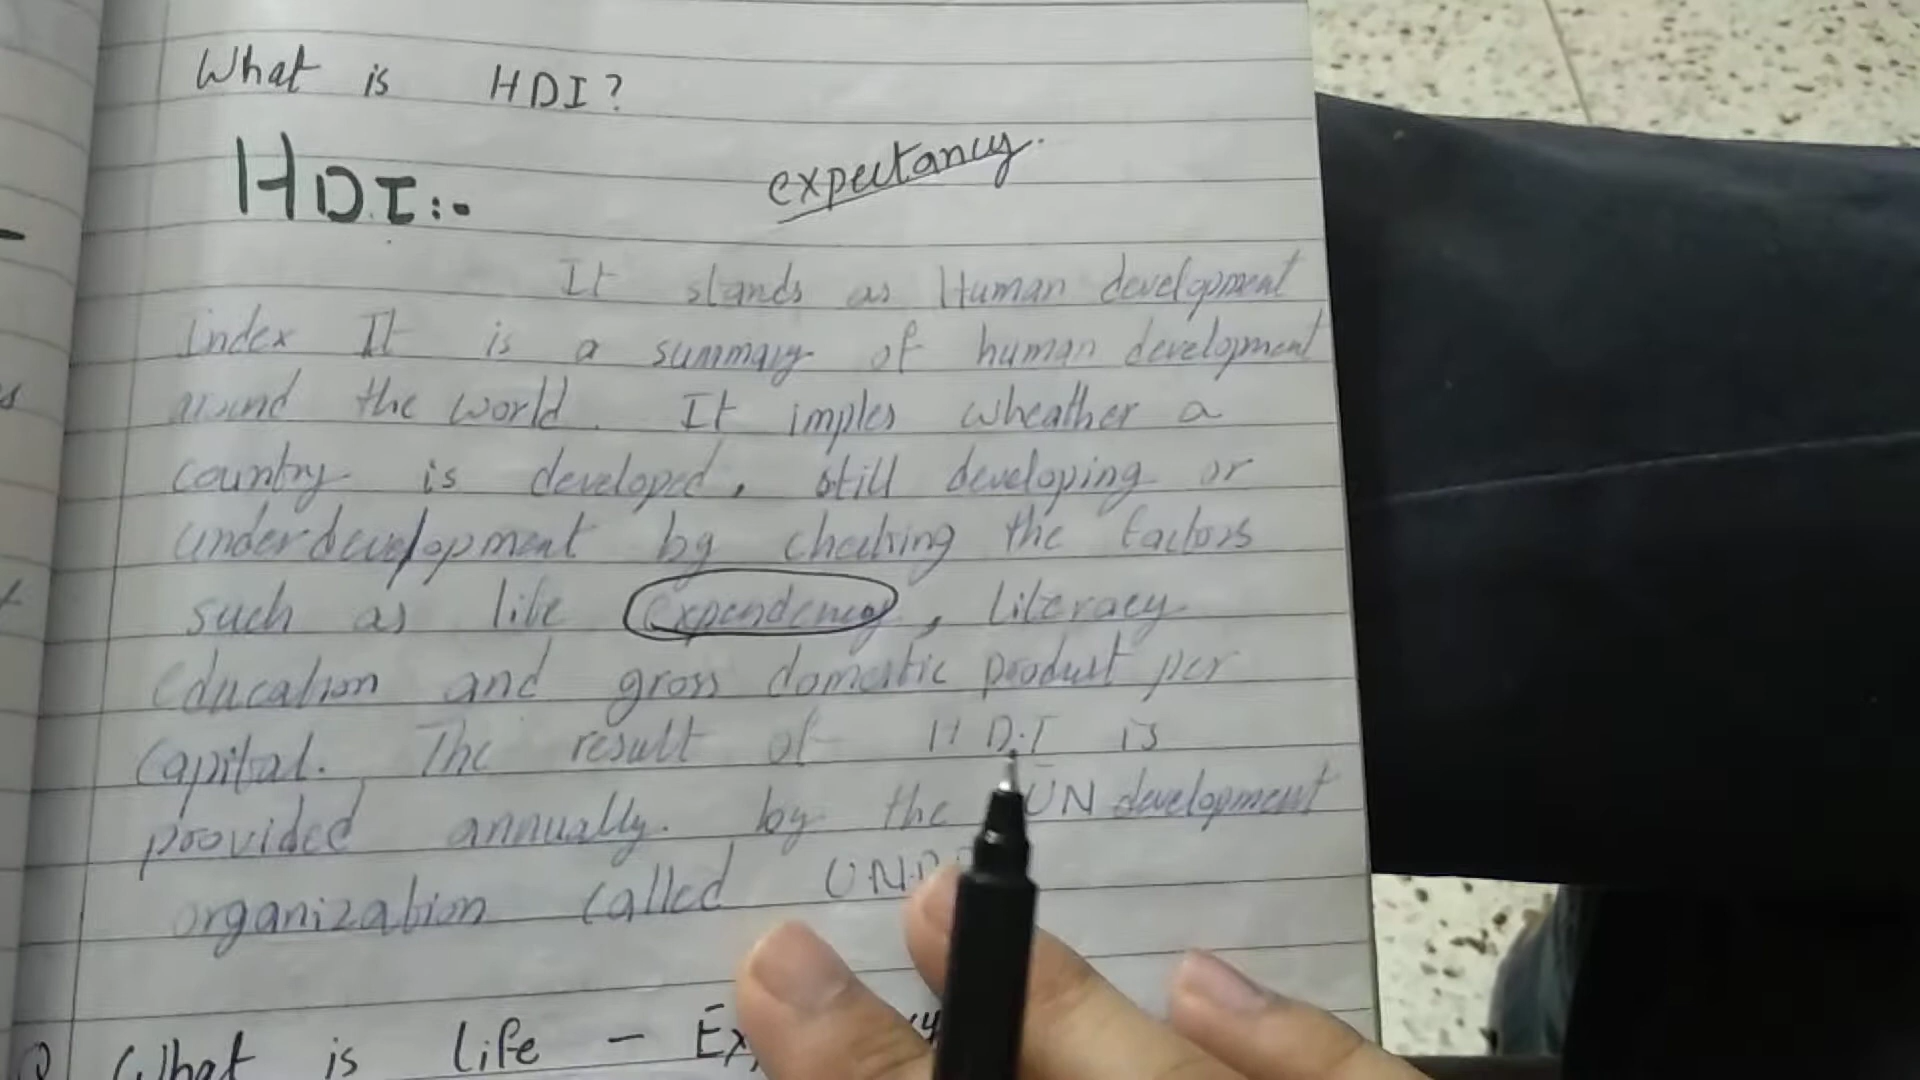 What is HDI?
HDI:-
expectancy.
It stands as Human development
index It is a summary of human development
around the world. It imples wheather a
country is developed, still developing or
underdevelopment by checking the factors
such as life expendency, literacy
Education and gross domestic product per
capital. The result of HD.I is
provided annually. by the UN development
organization called
What is life -